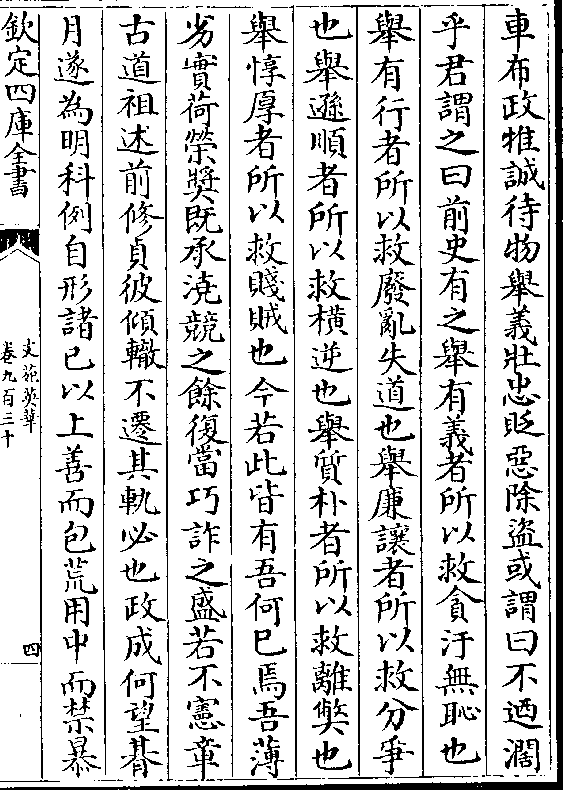 車布政惟誠待物舉義壯忠貶惡除盜或謂曰不迺濶
乎君謂之曰前史有之舉有義者所以救貪汙無恥也
舉有行者所以救廢亂失道也舉廉讓者所以救分爭
也舉遜順者所以救橫逆也舉質朴者所以救離弊也
舉惇厚者所以救賤賊也今若此皆有吾何已焉吾薄
劣實荷榮奬既承澆競之餘復當巧詐之盛若不憲章
古道祖述前修貞彼傾轍不遷其軌必也政成何望朞
月遂為明科例自形諸已以上善而包荒用中而禁暴
欽定四庫全書
文苑英華
卷九百三十
四